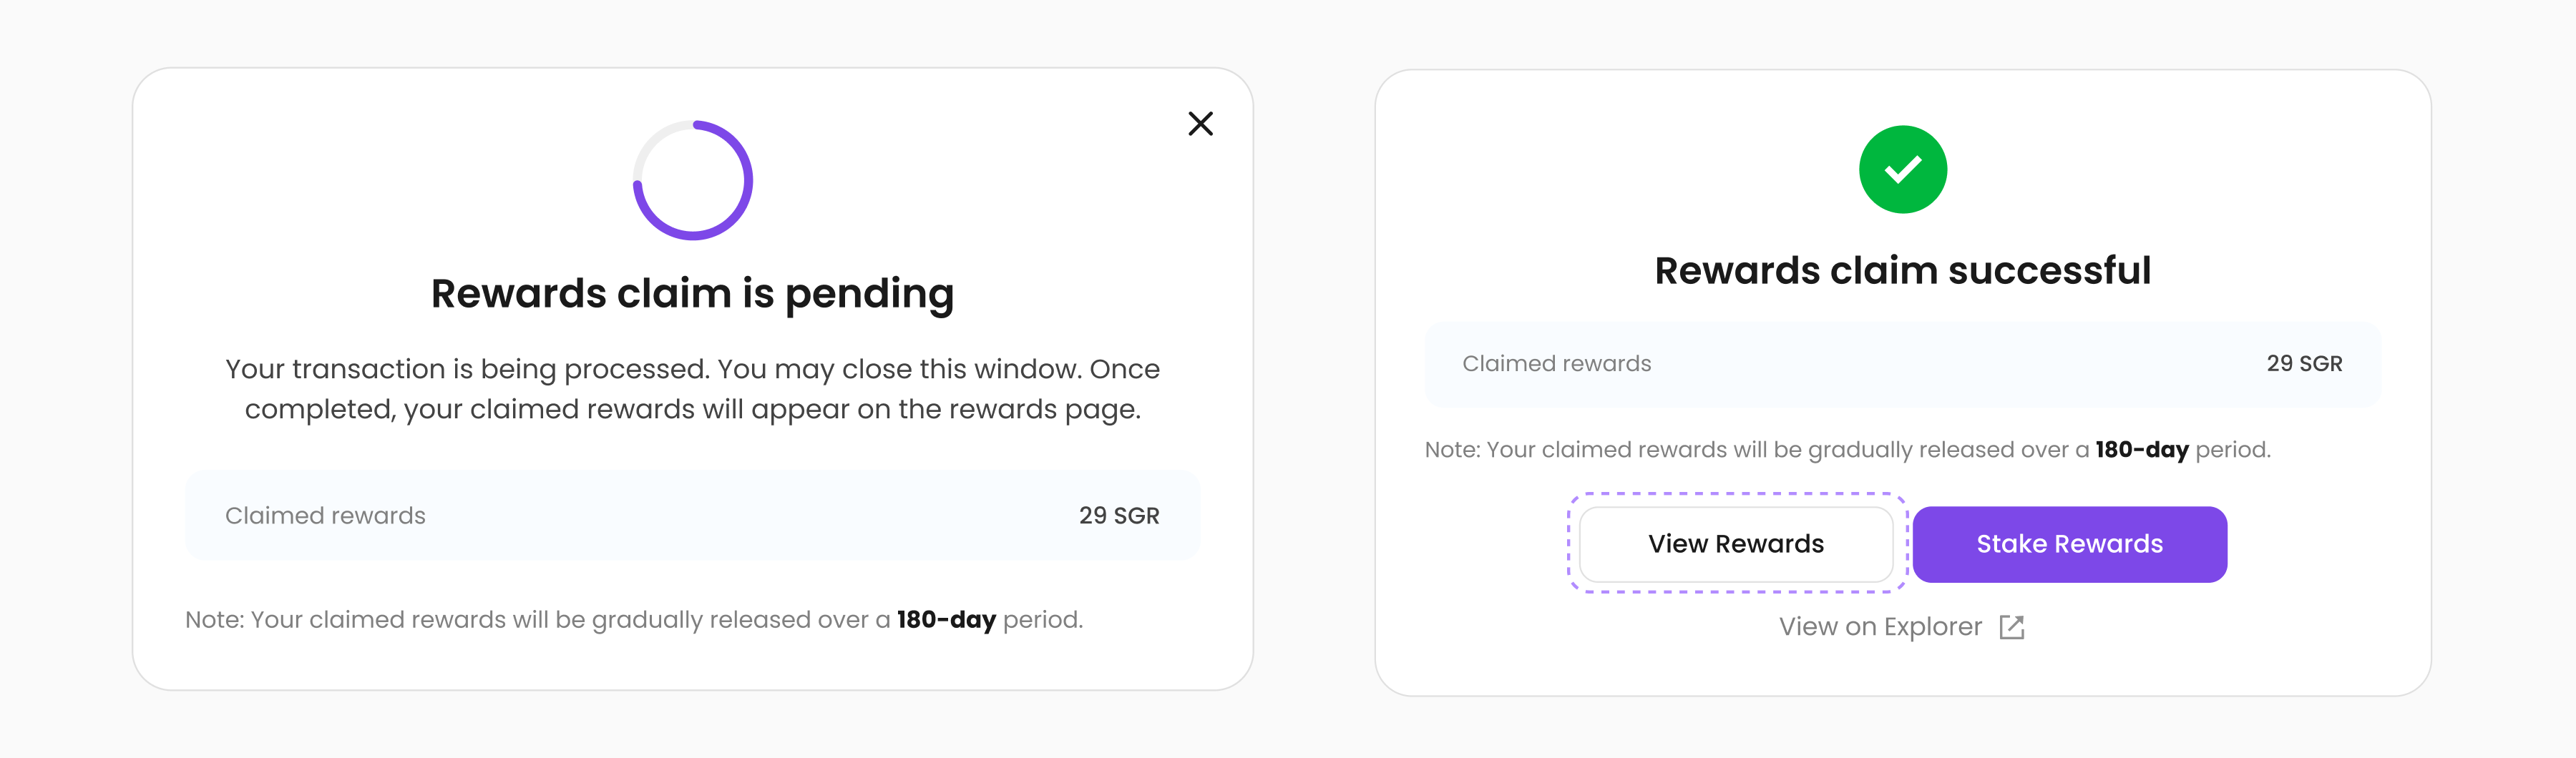 Rewards claim is pending
Your transaction is being processed. You may close this window. Once
completed, your claimed rewards will appear on the rewards page.
Claimed rewards 29 SGR
Note: Your claimed rewards will be gradually released over a 180-day period.
Rewards claim successful
Claimed rewards 29 SGR
Note: Your claimed rewards will be gradually released over a 180-day period.
View Rewards Stake Rewards
View on Explorer